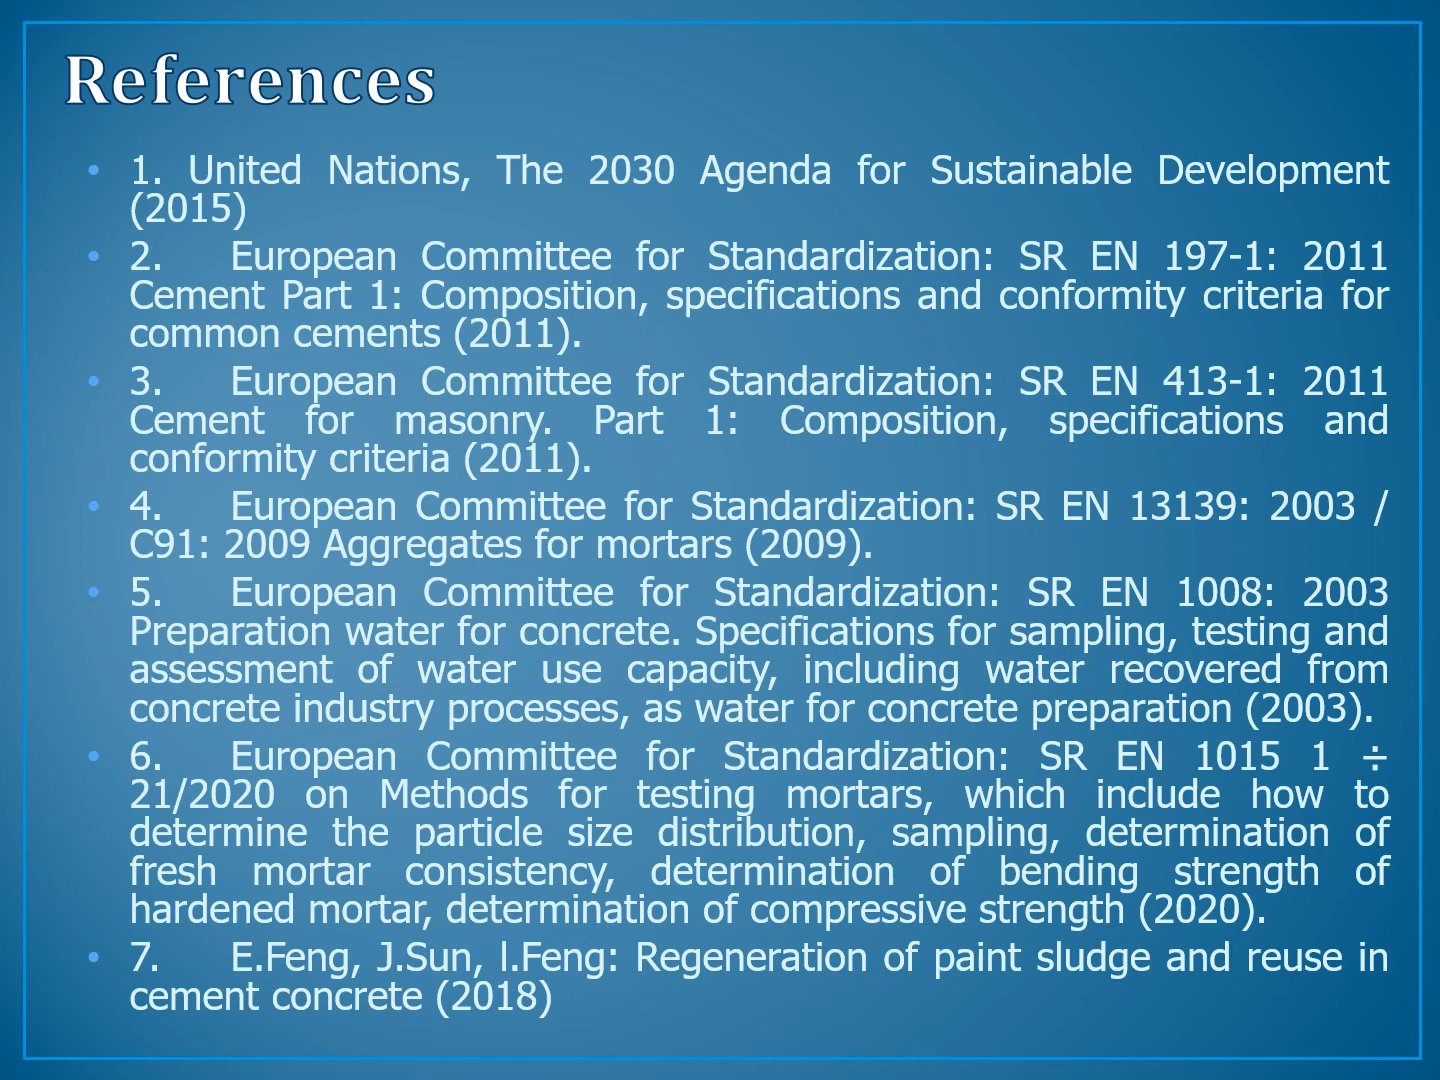 References
• 1. United Nations, The 2030 Agenda for Sustainable Development
(2015)
• 2. European Committee for Standardization: SR EN 197-1: 2011
Cement Part 1: Composition, specifications and conformity criteria for
common cements (2011).
• 3. European Committee for Standardization: SR EN 413-1: 2011
Cement for masonry. Part 1: Composition, specifications and
conformity criteria (2011).
• 4. European Committee for Standardization: SR EN 13139: 2003 /
C91: 2009 Aggregates for mortars (2009).
• 5. European Committee for Standardization: SR EN 1008: 2003
Preparation water for concrete. Specifications for sampling, testing and
assessment of water use capacity, including water recovered from
concrete industry processes, as water for concrete preparation (2003).
• 6. European Committee for Standardization: SR EN 1015 1 ÷
21/2020 on Methods for testing mortars, which include how to
determine the particle size distribution, sampling, determination of
fresh mortar consistency, determination of bending strength of
hardened mortar, determination of compressive strength (2020).
• 7. E.Feng, J.Sun, l.Feng: Regeneration of paint sludge and reuse in
cement concrete (2018)